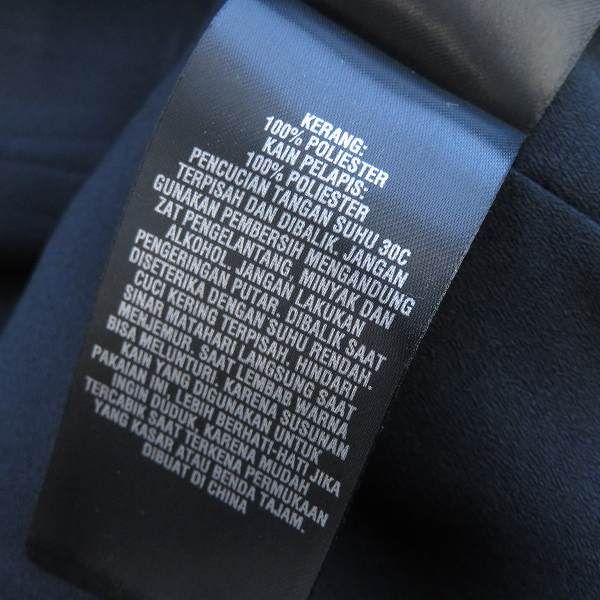 KERANG:
100% POLIESTER
KAIN PELAPIS:
100% POLIESTER
PENCUCIAN TANGAN SUHU 30C
TERPISAH DAN DIBALIK. JANGAN
GUNAKAN PEMBERSIH MENGANDUNG
ZAT PENGELANTANG, MINYAK DAN
ALKOHOL. JANGAN LAKUKAN
PENGERINGAN PUTAR. DIBALIK SAAT
DISETERIKA DENGAN SUHU RENDAH.
CUCI KERING TERPISAH. HINDARI
SINAR MATAHARI LANGSUNG SAAT
MENJEMUR. SAAT LEMBAB WARNA,
BISA MELUNTUR. KARENA SUSUNAN
KAIN YANG DIGUNAKAN UNTUK
PAKAIAN INI, LEBIH BERHATI-HATI JIKA
INGIN DUDUK, KARENA MUDAH
TERCABIK SAAT TERKENA PERMUKAAN
YANG KASAR ATAU BENDA TAJAM.
DIBUAT DI CHINA